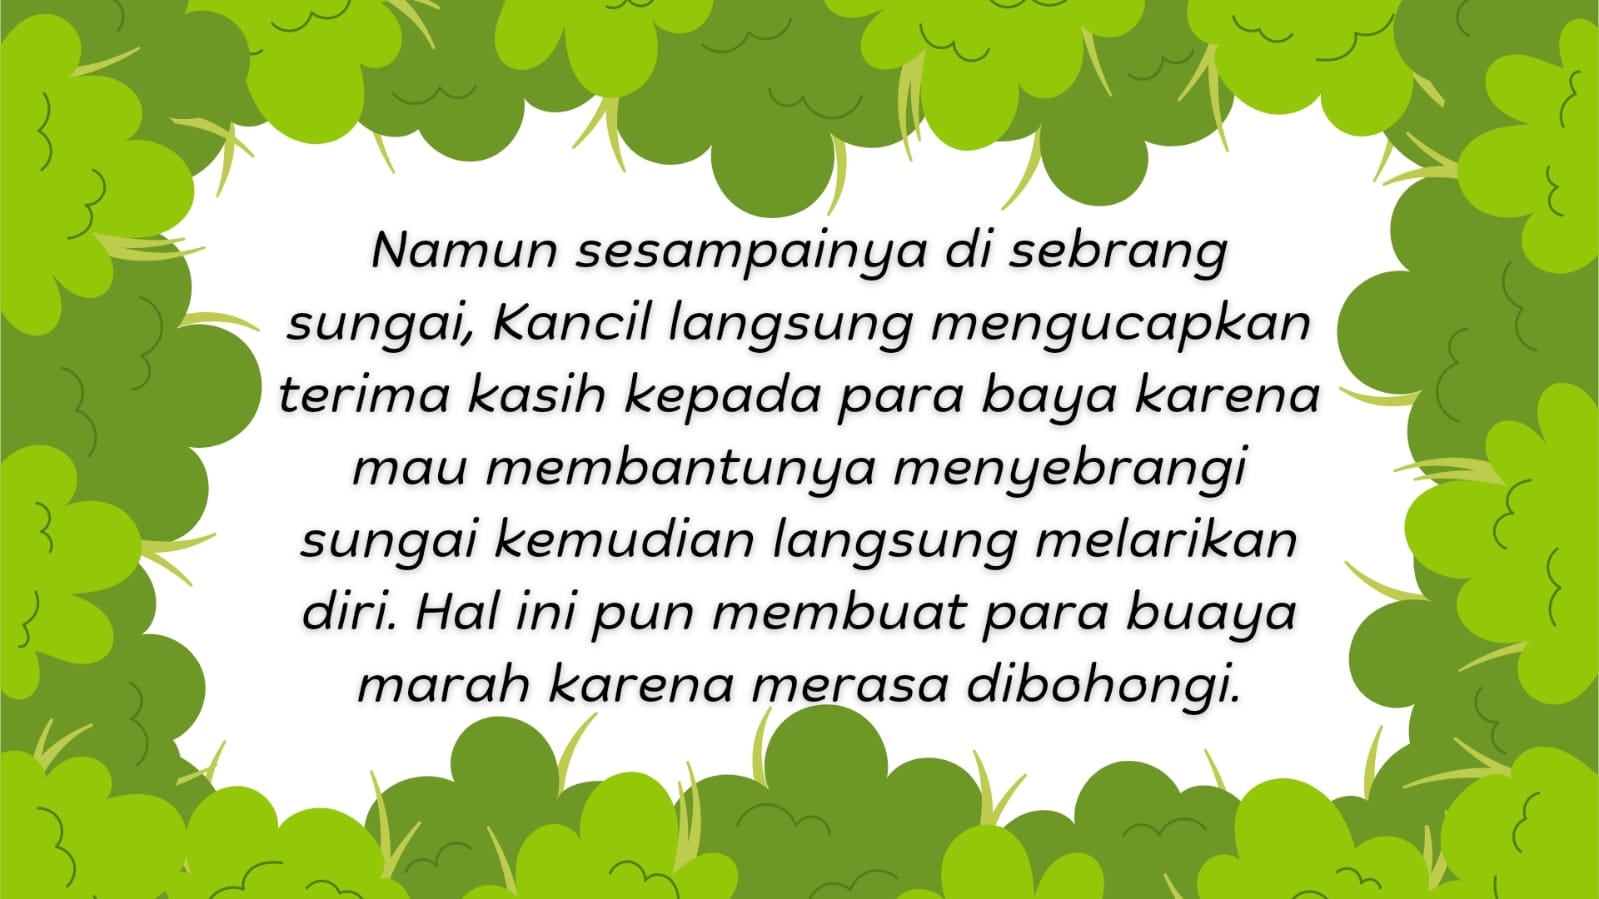 Namun sesampainya di sebrang
sungai, Kancil langsung mengucapkan
terima kasih kepada para baya karena
mau membantunya menyebrangi
sungai kemudian langsung melarikan
diri. Hal ini pun membuat para buaya
marah karena merasa dibohongi.